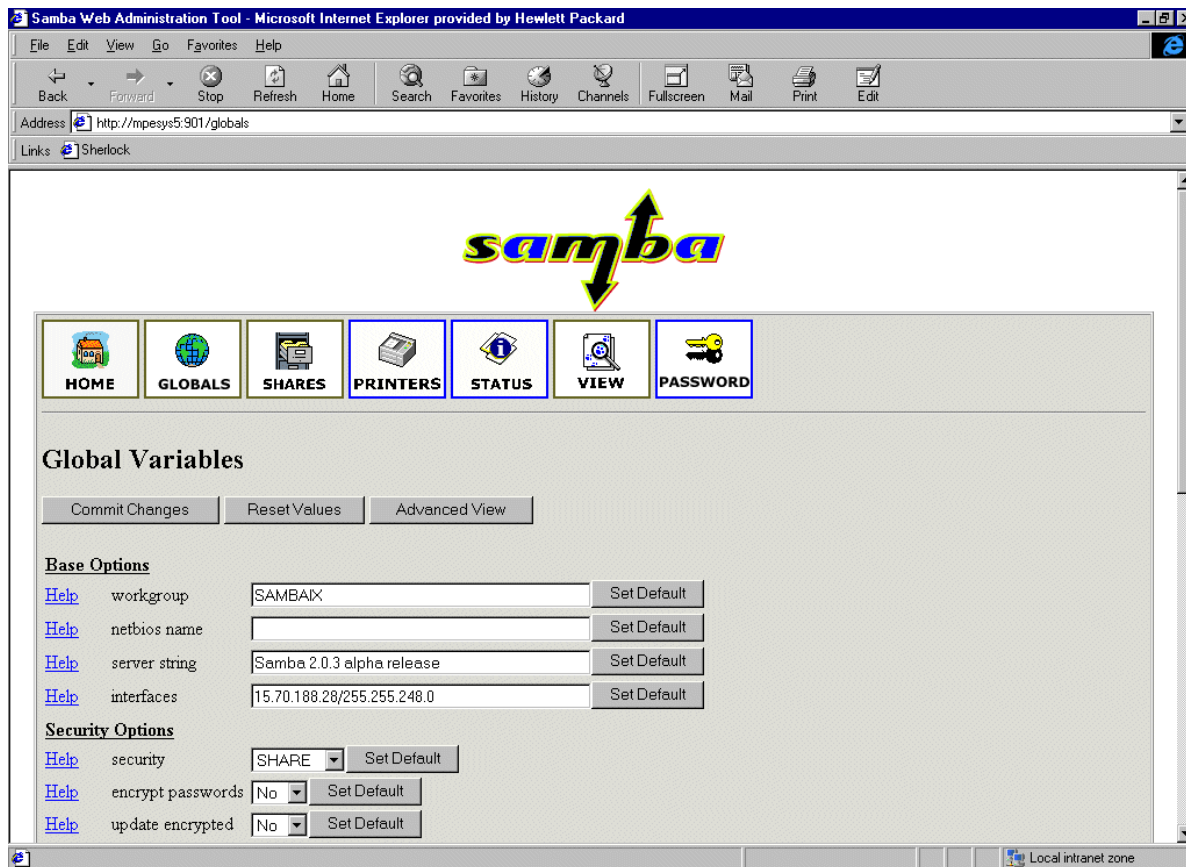 Samba Web Administration Tool - Microsoft Internet Explorer provided by Hewlett Packard
File Edit View Go Favorites Help
Back Forward Stop Refresh Home Search Favorites History Channels Fullscreen Mail Print Edit
Address http://mpesys5:901/globals
Links Sherlock
samba
HOME GLOBALS SHARES PRINTERS STATUS VIEW PASSWORD
Global Variables
Commit Changes Reset Values Advanced View
Base Options
Help workgroup SAMBAIX Set Default
Help netbios name Set Default
Help server string Samba 2.0.3 alpha release Set Default
Help interfaces 15.70.188.28/255.255.248.0 Set Default
Security Options
Help security SHARE Set Default
Help encrypt passwords No Set Default
Help update encrypted No Set Default
Local intranet zone